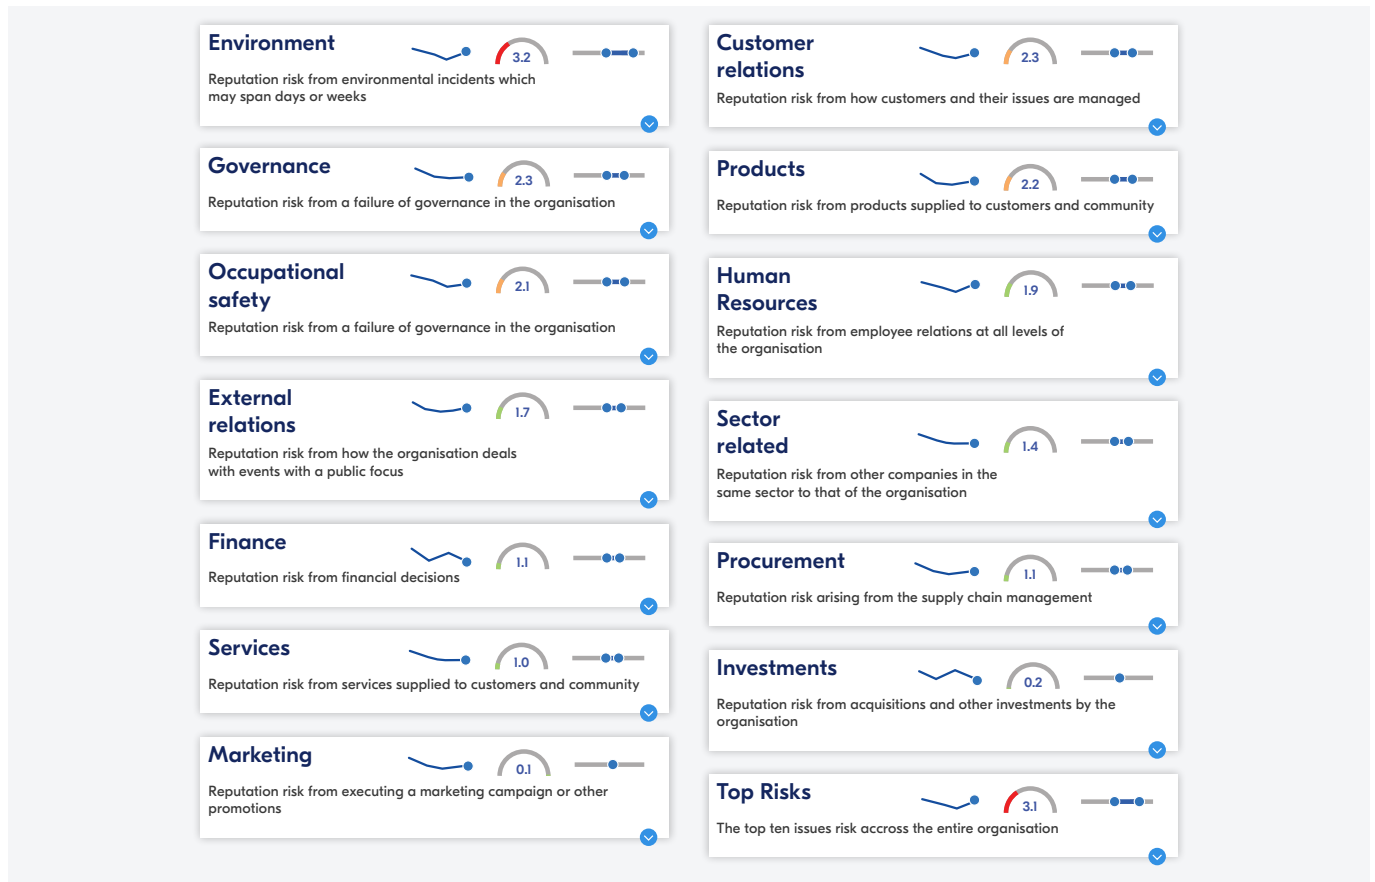 Environment
3.2
Reputation risk from environmental incidents which
may span days or weeks
Governance
2.3
Reputation risk from a failure of governance in the organisation
Occupational
safety
2.1
Reputation risk from a failure of governance in the organisation
External
relations
1.7
Reputation risk from how the organisation deals
with events with a public focus
Finance
1.1
Reputation risk from financial decisions
Services
1.0
Reputation risk from services supplied to customers and community
Marketing
0.1
Reputation risk from executing a marketing campaign or other
promotions
Customer
relations
2.3
Reputation risk from how customers and their issues are managed
Products
2.2
Reputation risk from products supplied to customers and community
Human
Resources
1.9
Reputation risk from employee relations at all levels of
the organisation
Sector
related
1.4
Reputation risk from other companies in the
same sector to that of the organisation
Procurement
1.1
Reputation risk arising from the supply chain management
Investments
0.2
Reputation risk from acquisitions and other investments by the
organisation
Top Risks
3.1
The top ten issues risk accross the entire organisation